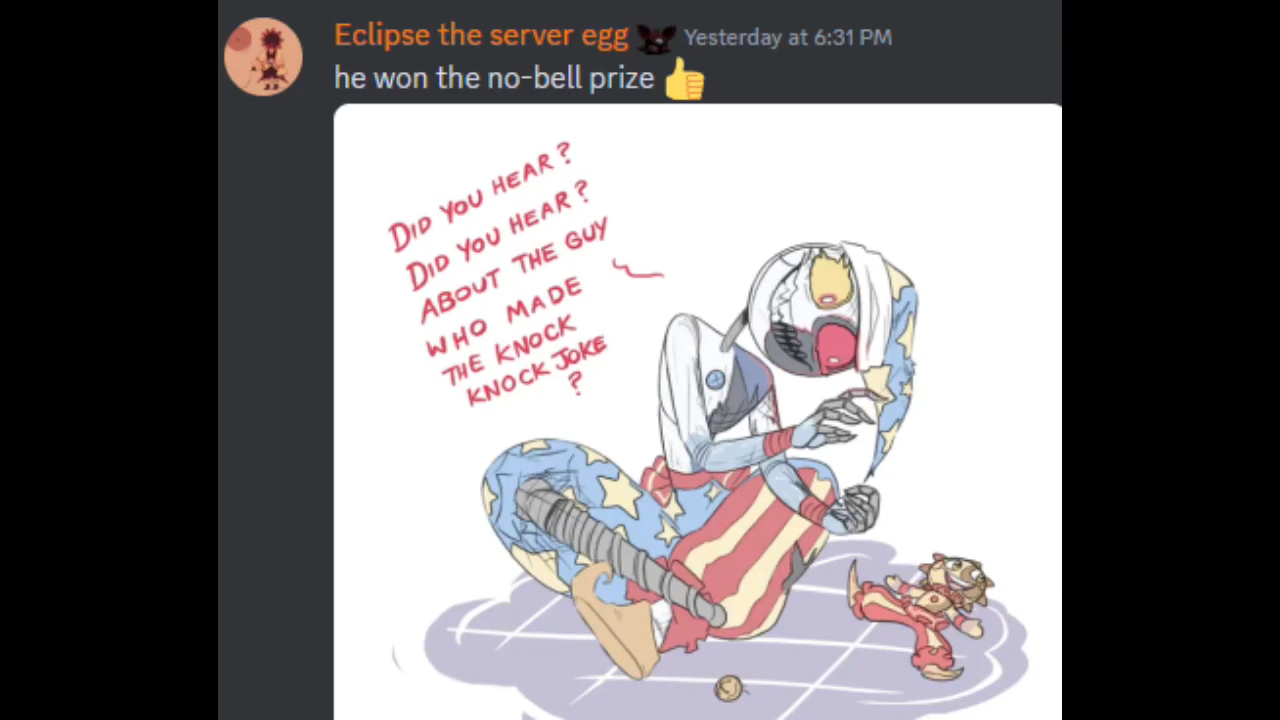 Eclipse the server egg Yesterday at 6:31 PM
he won the no-bell prize 👍
DID YOU HEAR?
DID YOU HEAR?
ABOUT THE GUY
WHO MADE
THE KNOCK
KNOCK JOKE
?